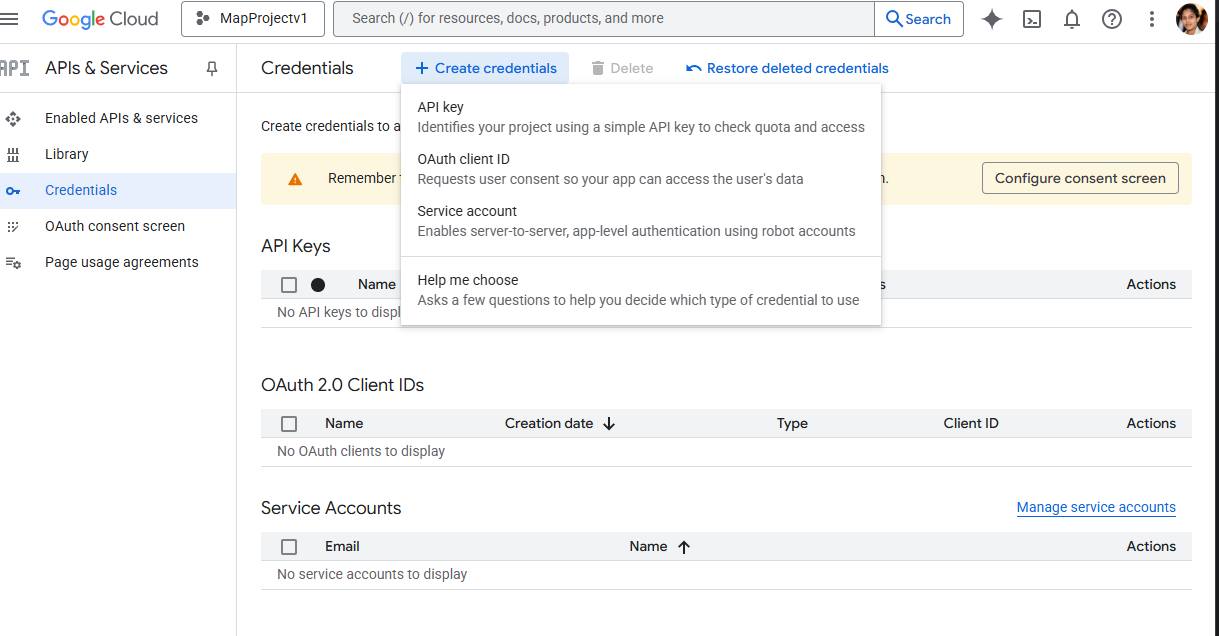 Google Cloud
MapProjectv1
Search (/) for resources, docs, products, and more
Search
API
APIs & Services
Credentials
Create credentials
Delete
Restore deleted credentials
Enabled APIs & services
Library
Credentials
OAuth consent screen
Page usage agreements
Create credentials to a
API key
Identifies your project using a simple API key to check quota and access
OAuth client ID
Requests user consent so your app can access the user's data
Service account
Enables server-to-server, app-level authentication using robot accounts
Help me choose
Asks a few questions to help you decide which type of credential to use
Remember
n.
Configure consent screen
API Keys
Name
s
Actions
No API keys to displ
OAuth 2.0 Client IDs
Name Creation date Type Client ID Actions
No OAuth clients to display
Service Accounts
Manage service accounts
Email Name Actions
No service accounts to display